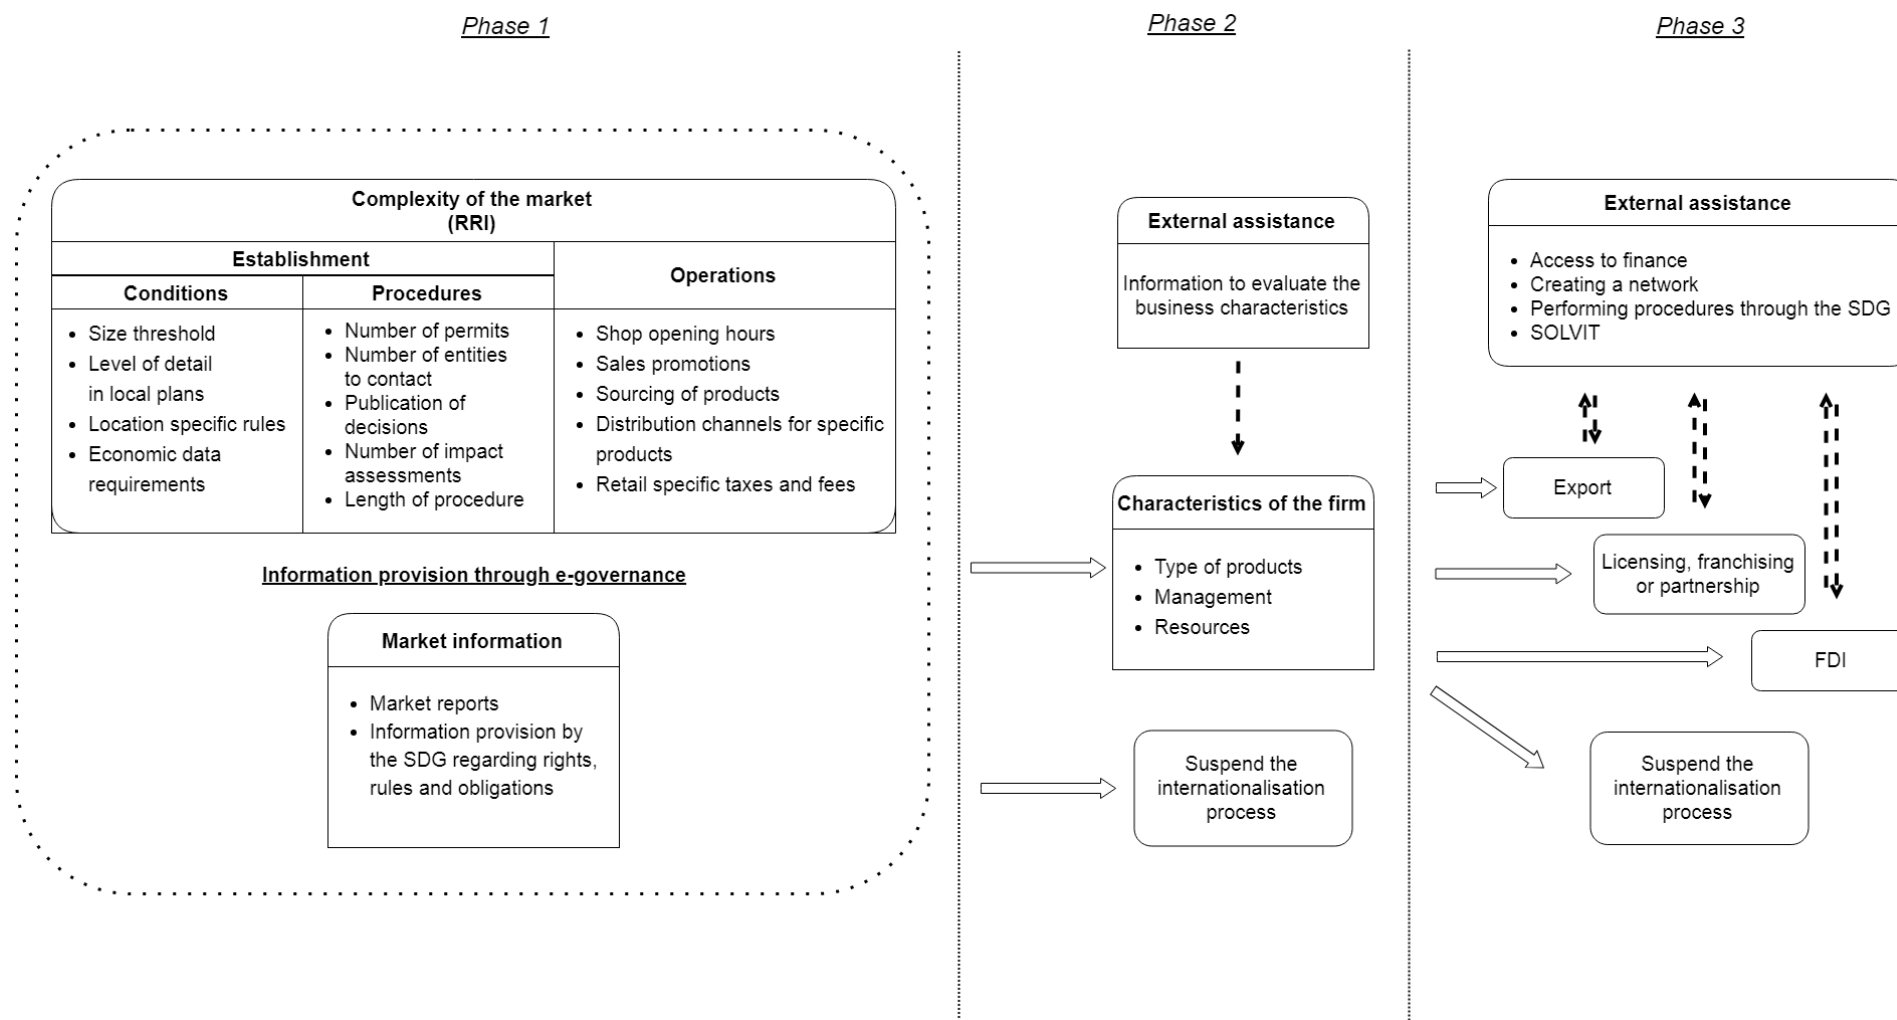 Phase 1
Complexity of the market
(RRI)
Establishment
Conditions
Size threshold
Level of detail
in local plans
Location specific rules
Economic data
requirements
Procedures
Number of permits
Number of entities
to contact
Publication of
decisions
Number of impact
assessments
Length of procedure
Operations
Shop opening hours
Sales promotions
Sourcing of products
Distribution channels for specific
products
Retail specific taxes and fees
Information provision through e-governance
Market information
Market reports
Information provision by
the SDG regarding rights,
rules and obligations
Phase 2
External assistance
Information to evaluate the
business characteristics
Characteristics of the firm
Type of products
Management
Resources
Suspend the
internationalisation
process
Phase 3
External assistance
Access to finance
Creating a network
Performing procedures through the SDG
SOLVIT
Export
Licensing, franchising
or partnership
FDI
Suspend the
internationalisation
process